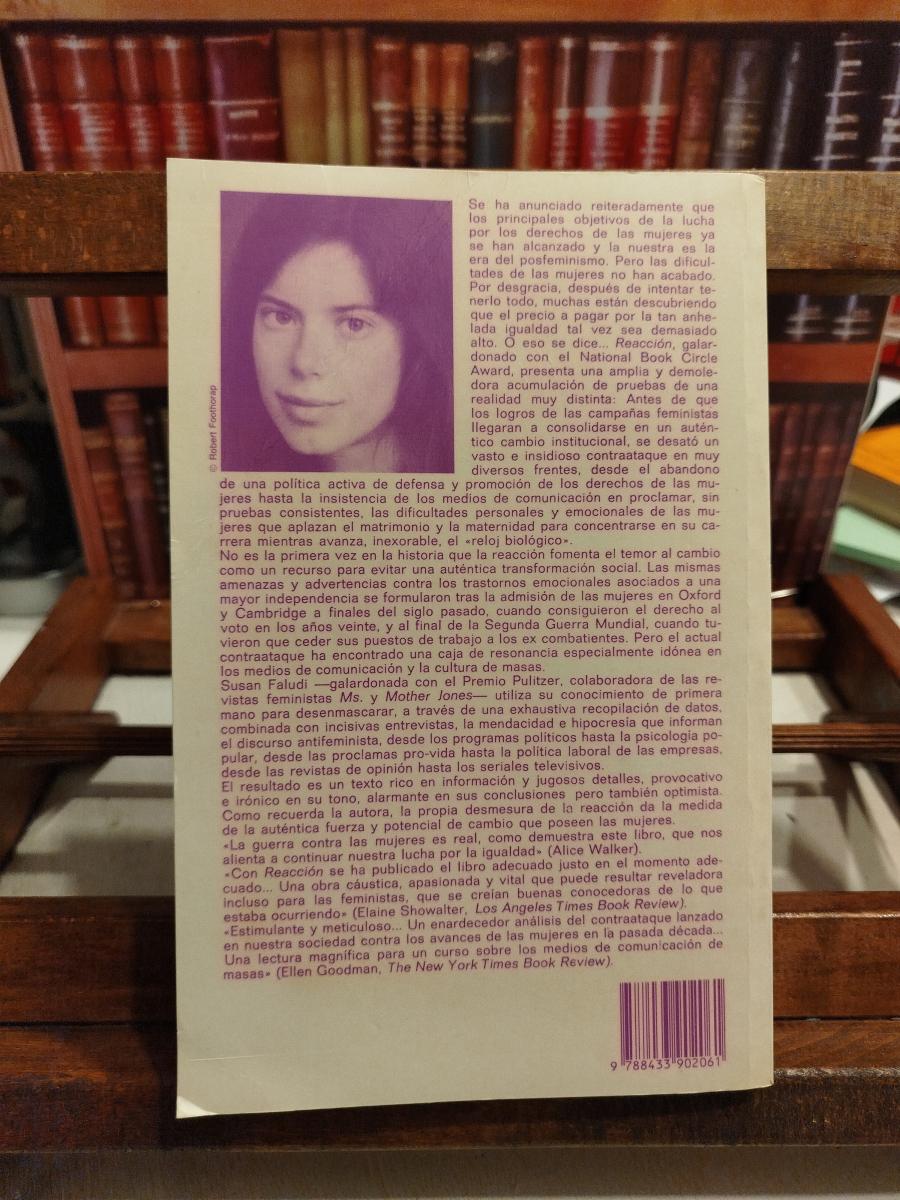 © Robert Foothorap
Se ha anunciado reiteradamente que
los principales objetivos de la lucha
por los derechos de las mujeres ya
se han alcanzado y la nuestra es la
era del posfeminismo. Pero las dificul-
tades de las mujeres no han acabado.
Por desgracia, después de intentar te-
nerlo todo, muchas están descubriendo
que el precio a pagar por la tan anhe-
lada igualdad tal vez sea demasiado
alto. O eso se dice... Reacción, galar-
donado con el National Book Circle
Award, presenta una amplia y demole-
dora acumulación de pruebas de una
realidad muy distinta: Antes de que
los logros de las campañas feministas
llegaran a consolidarse en un autén-
tico cambio institucional, se desató un
vasto e insidioso contraataque en muy
diversos frentes, desde el abandono
de una política activa de defensa y promoción de los derechos de las mu-
jeres hasta la insistencia de los medios de comunicación en proclamar, sin
pruebas consistentes, las dificultades personales y emocionales de las mu-
jeres que aplazan el matrimonio y la maternidad para concentrarse en su ca-
rrera mientras avanza, inexorable, el «reloj biológico».
No es la primera vez en la historia que la reacción fomenta el temor al cambio
como un recurso para evitar una auténtica transformación social. Las mismas
amenazas y advertencias contra los trastornos emocionales asociados a una
mayor independencia se formularon tras la admisión de las mujeres en Oxford
y Cambridge a finales del siglo pasado, cuando consiguieron el derecho al
voto en los años veinte, y al final de la Segunda Guerra Mundial, cuando tu-
vieron que ceder sus puestos de trabajo a los ex combatientes. Pero el actual
contraataque ha encontrado una caja de resonancia especialmente idónea en
los medios de comunicación y la cultura de masas.
Susan Faludi —galardonada con el Premio Pulitzer, colaboradora de las re-
vistas feministas Ms. y Mother Jones— utiliza su conocimiento de primera
mano para desenmascarar, a través de una exhaustiva recopilación de datos,
combinada con incisivas entrevistas, la mendacidad e hipocresía que informan
el discurso antifeminista, desde los programas políticos hasta la psicología po-
pular, desde las proclamas pro-vida hasta la política laboral de las empresas,
desde las revistas de opinión hasta los seriales televisivos.
El resultado es un texto rico en información y jugosos detalles, provocativo
e irónico en su tono, alarmante en sus conclusiones pero también optimista.
Como recuerda la autora, la propia desmesura de la reacción da la medida
de la auténtica fuerza y potencial de cambio que poseen las mujeres.
«La guerra contra las mujeres es real, como demuestra este libro, que nos
alienta a continuar nuestra lucha por la igualdad» (Alice Walker).
«Con Reacción se ha publicado el libro adecuado justo en el momento ade-
cuado... Una obra cáustica, apasionada y vital que puede resultar reveladora
incluso para las feministas, que se creían buenas conocedoras de lo que
estaba ocurriendo» (Elaine Showalter, Los Angeles Times Book Review).
«Estimulante y meticuloso... Un enardecedor análisis del contraataque lanzado
en nuestra sociedad contra los avances de las mujeres en la pasada década...
Una lectura magnífica para un curso sobre los medios de comunicación de
masas» (Ellen Goodman, The New York Times Book Review).
9 788433 902061